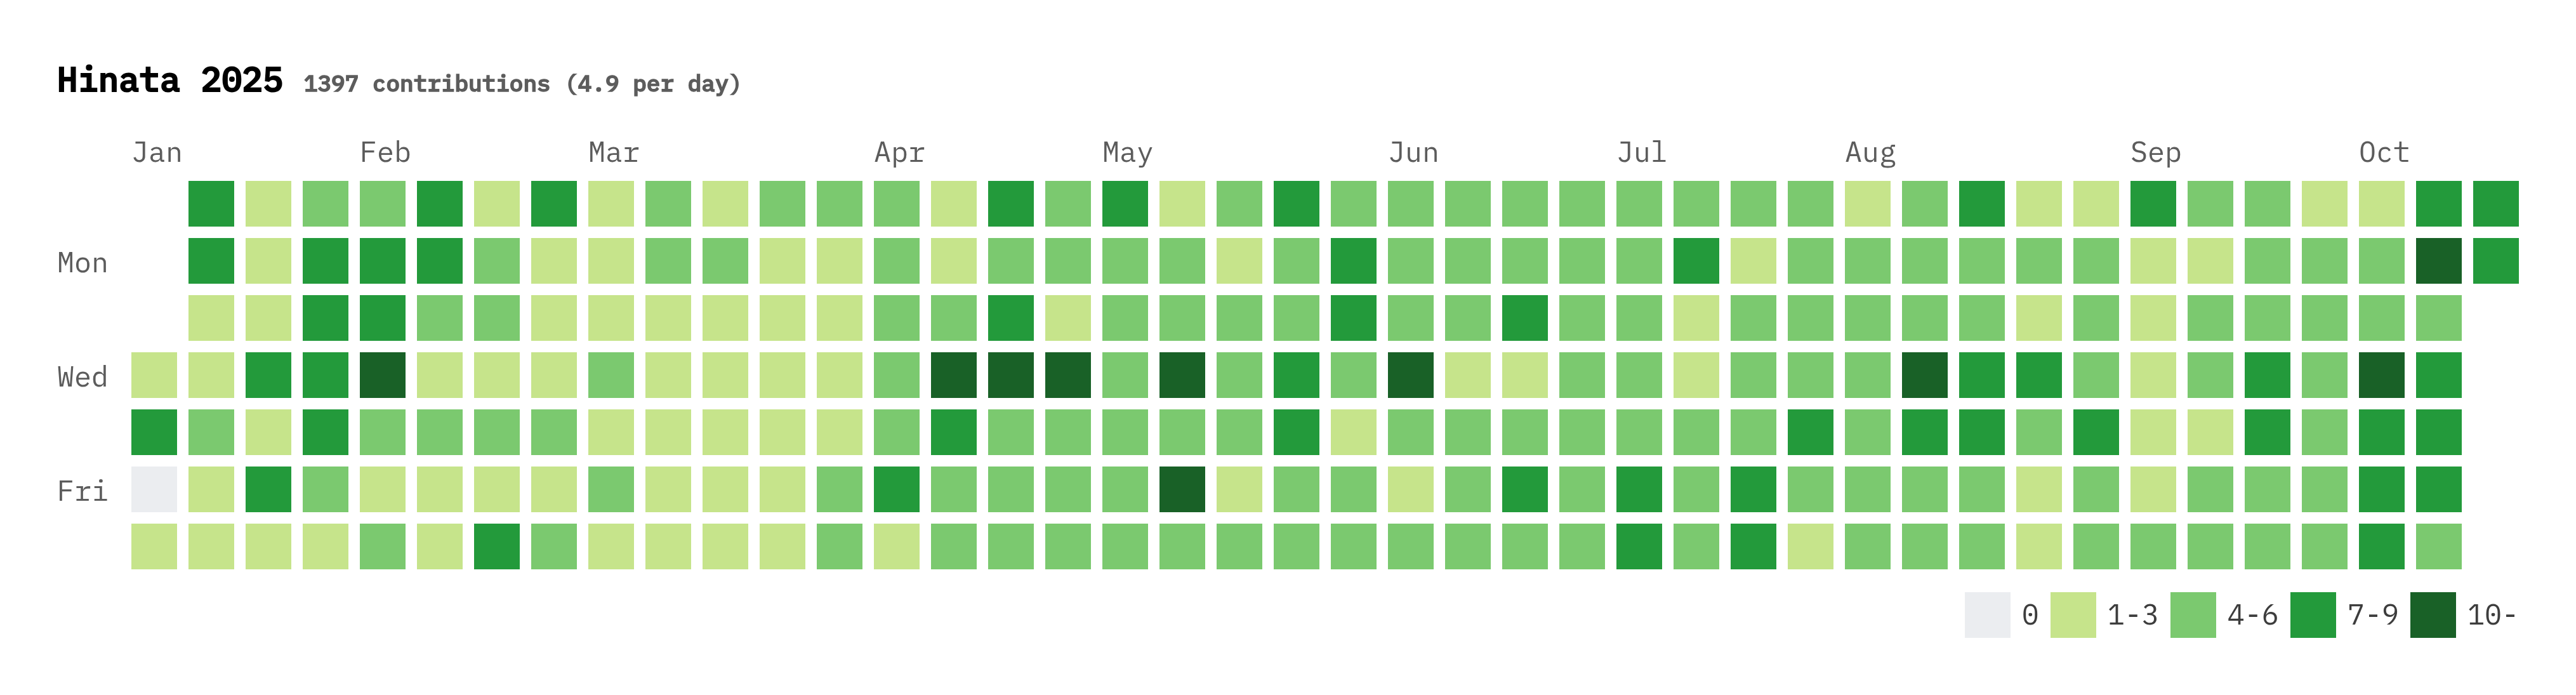 Hinata 2025 1397 contributions (4.9 per day)
Jan Feb Mar Apr May Jun Jul Aug Sep Oct
Mon
Wed
Fri
0 1-3 4-6 7-9 10-